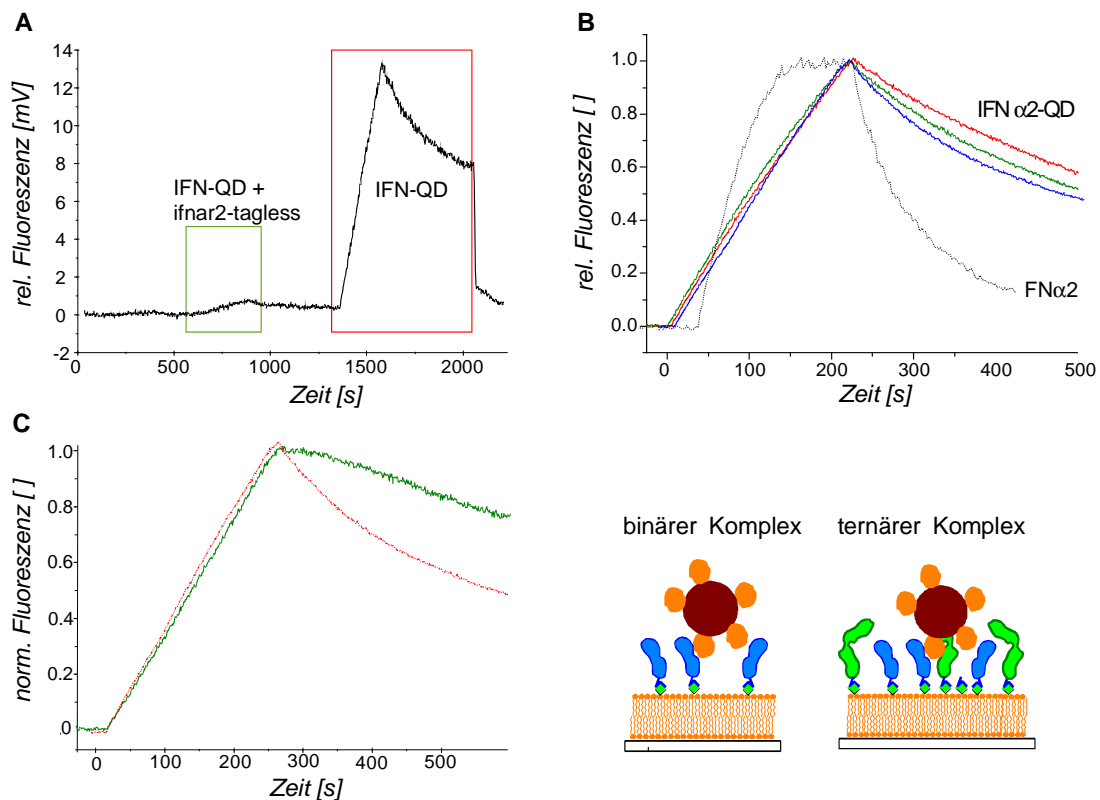 A
rel. Fluoreszenz [mV]
14
12
10
8
6
4
2
0
-2
IFN-QD +
ifnar2-tagless
IFN-QD
0 500 1000 1500 2000
Zeit [s]
B
rel. Fluoreszenz [ ]
1.0
0.8
0.6
0.4
0.2
0.0
IFN α2-QD
FNα2
0 100 200 300 400 500
Zeit [s]
C
norm. Fluoreszenz [ ]
1.0
0.8
0.6
0.4
0.2
.0
0 100 200 300 400 500
Zeit [s]
binärer Komplex
ternärer Komplex